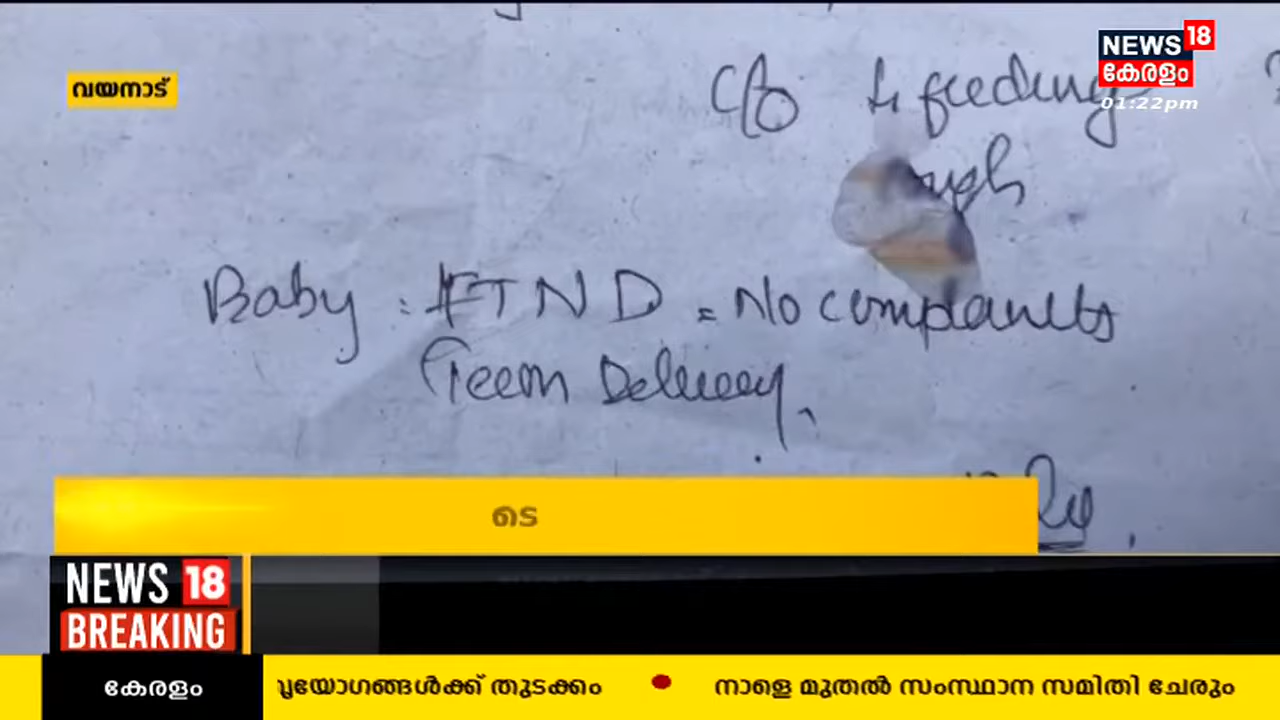 NEWS 18
കേരളം
01:22pm
വയനാട്
C/o ↓ feeding
Baby : FTND = No complaints
Term Delivery.
ടെ
NEWS 18
BREAKING
കേരളം
യോഗങ്ങൾക്ക് തുടക്കം • നാളെ മുതൽ സംസ്ഥാന സമിതി ചേരും